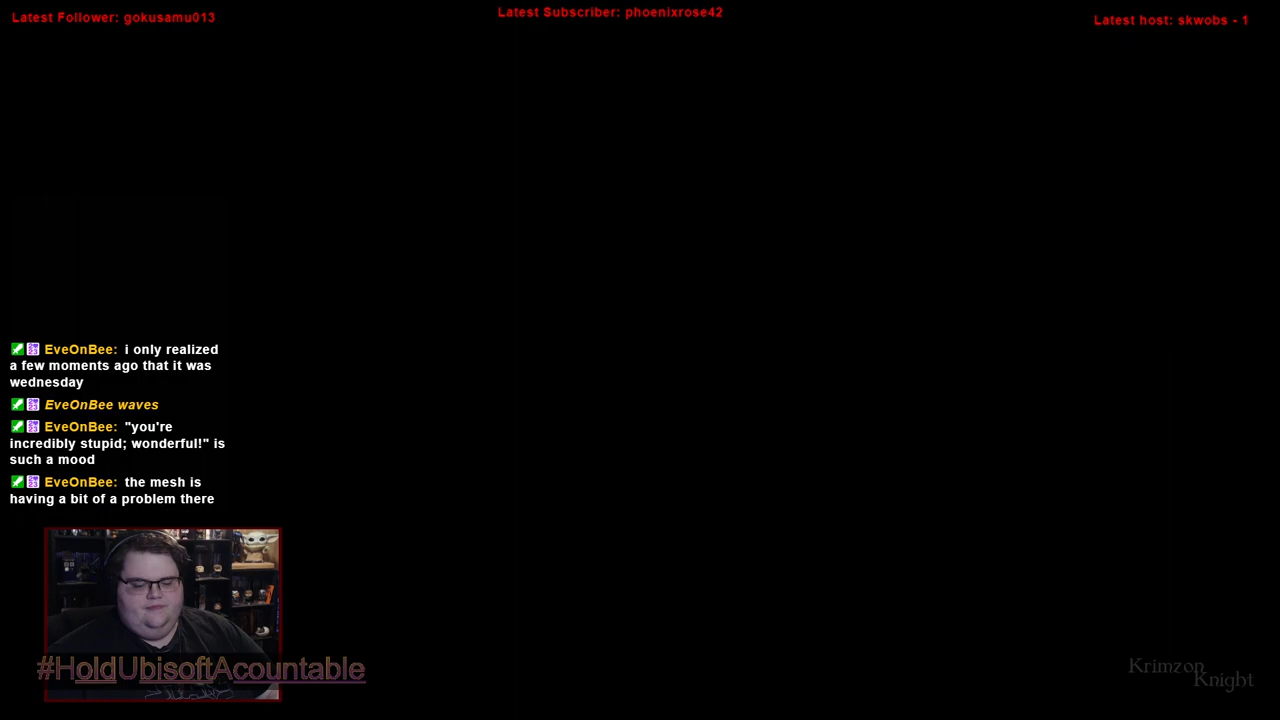 Latest Follower: gokusamu013
Latest Subscriber: phoenixrose42
Latest host: skwobs - 1
EveOnBee: i only realized
a few moments ago that it was
wednesday
EveOnBee waves
EveOnBee: "you're
incredibly stupid; wonderful!" is
such a mood
EveOnBee: the mesh is
having a bit of a problem there
#HoldUbisoftAcountable
Krimzon
Knight